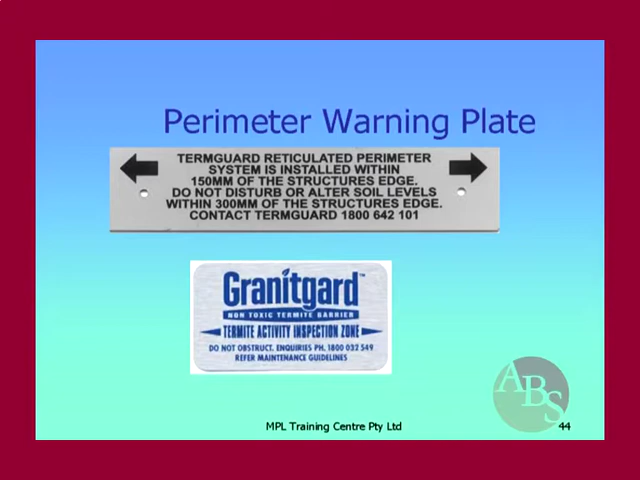 Perimeter Warning Plate
TERMGUARD RETICULATED PERIMETER
SYSTEM IS INSTALLED WITHIN
150MM OF THE STRUCTURES EDGE.
DO NOT DISTURB OR ALTER SOIL LEVELS
WITHIN 300MM OF THE STRUCTURES EDGE.
CONTACT TERMGUARD 1800 642 101
Granitgard™
NON TOXIC TERMITE BARRIER
TERMITE ACTIVITY INSPECTION ZONE
DO NOT OBSTRUCT. ENQUIRIES PH. 1800 032 549
REFER MAINTENANCE GUIDELINES
ABS
MPL Training Centre Pty Ltd
44